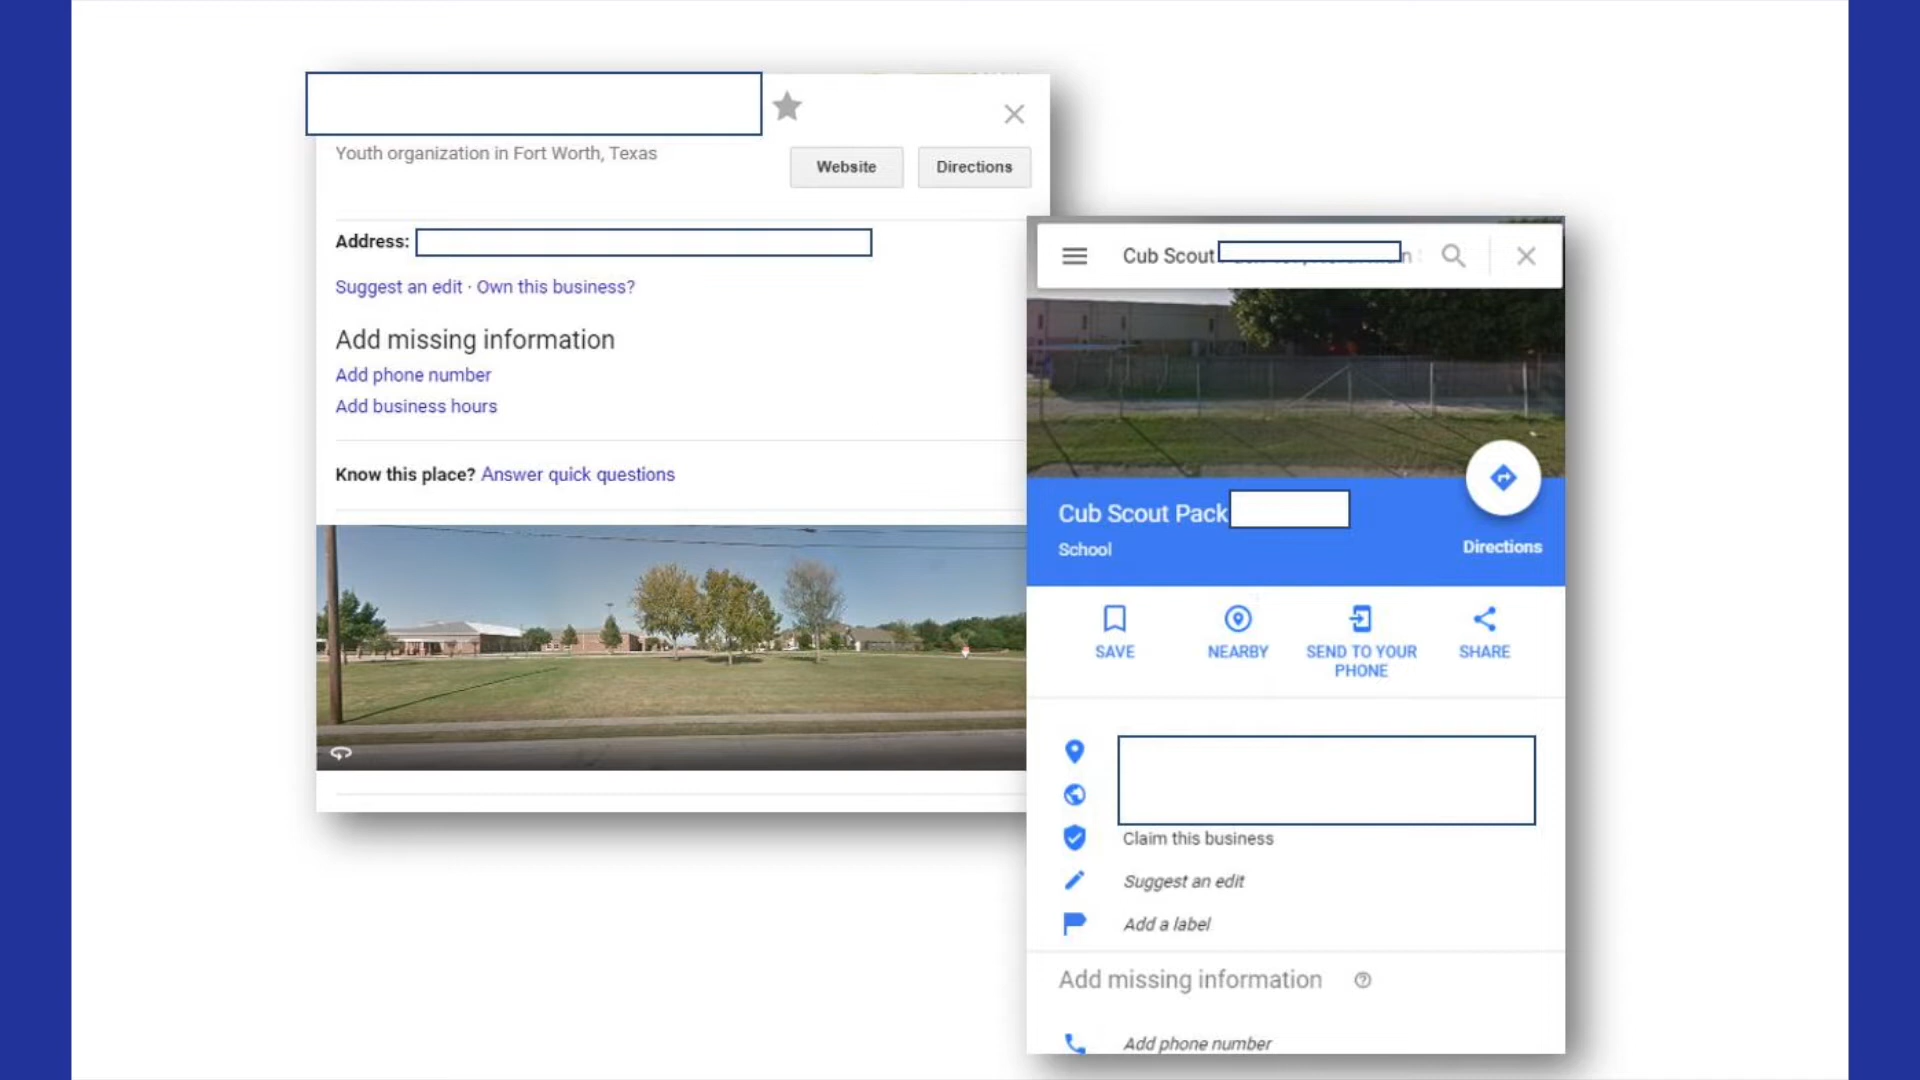 Youth organization in Fort Worth, Texas
Website
Directions
Address:
Suggest an edit · Own this business?
Add missing information
Add phone number
Add business hours
Know this place? Answer quick questions
Cub Scout
Cub Scout Pack
School
Directions
SAVE
NEARBY
SEND TO YOUR
PHONE
SHARE
Claim this business
Suggest an edit
Add a label
Add missing information
Add phone number